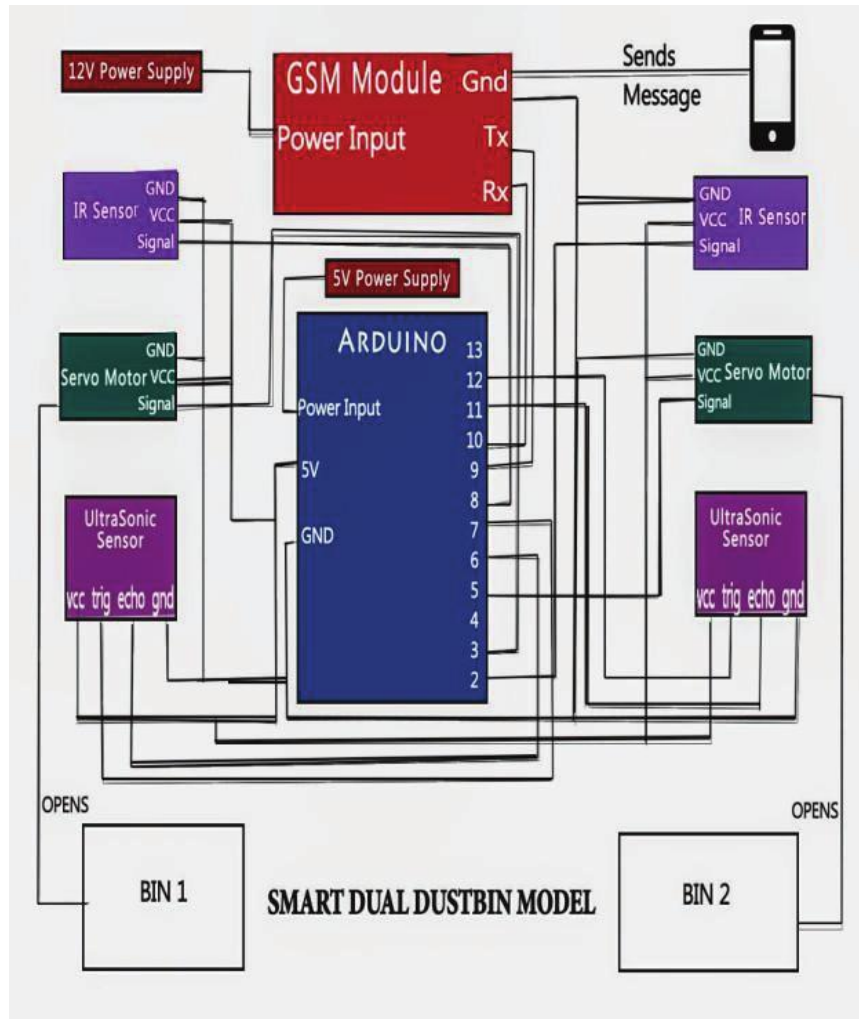 12V Power Supply
GSM Module
Gnd
Power Input
Tx
Rx
Sends
Message
IR Sensor
GND
VCC
Signal
GND
VCC
IR Sensor
Signal
5V Power Supply
ARDUINO
Power Input
5V
GND
13
12
11
10
9
8
7
6
5
4
3
2
GND
Servo Motor VCC
Signal
GND
VCC Servo Motor
Signal
UltraSonic
Sensor
vcc trig echo gnd
UltraSonic
Sensor
vcc trig echo gnd
OPENS
BIN 1
SMART DUAL DUSTBIN MODEL
OPENS
BIN 2